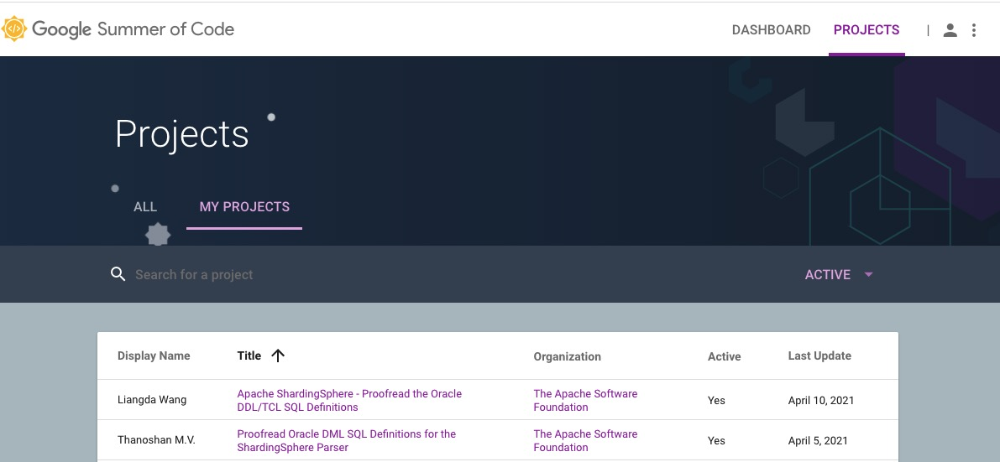 Google Summer of Code
DASHBOARD PROJECTS |
Projects
ALL MY PROJECTS
Search for a project ACTIVE
Display Name Title Organization Active Last Update
Liangda Wang Apache ShardingSphere - Proofread the Oracle The Apache Software Yes April 10, 2021
DDL/TCL SQL Definitions Foundation
Thanoshan M.V. Proofread Oracle DML SQL Definitions for the The Apache Software Yes April 5, 2021
ShardingSphere Parser Foundation